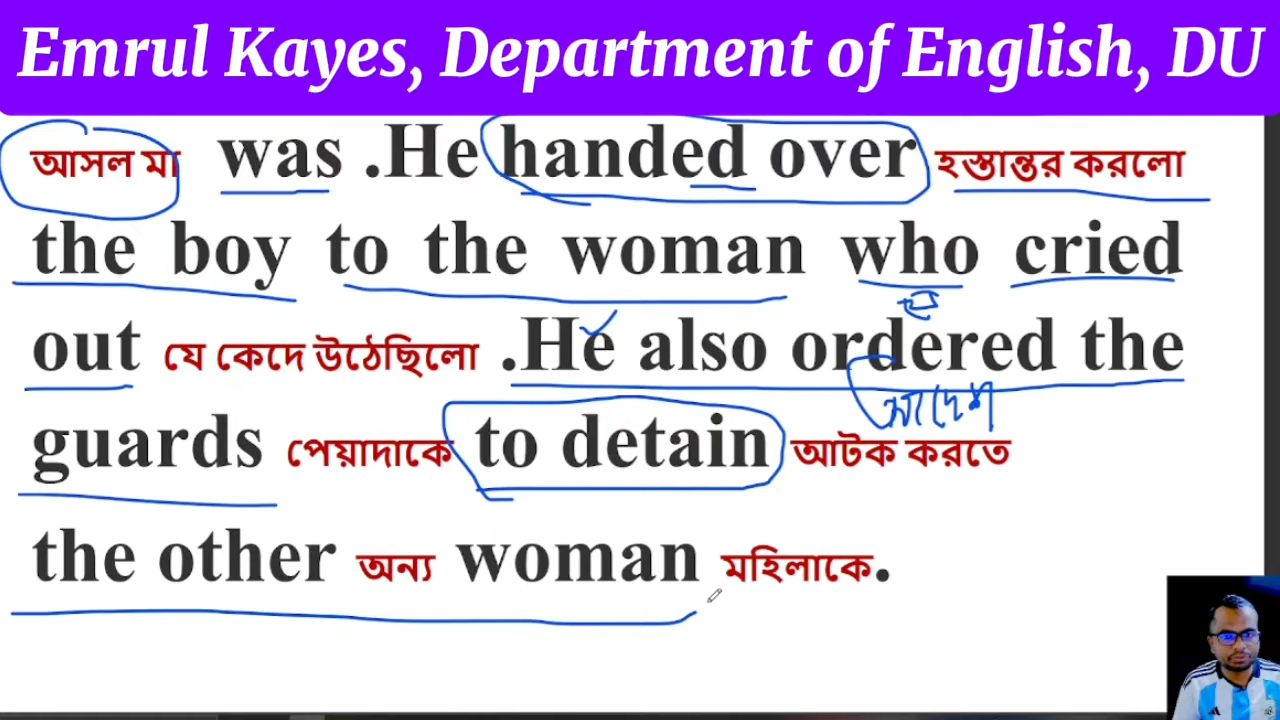 Emrul Kayes, Department of English, DU
আসল মা was .He handed over হস্তান্তর করলো
the boy to the woman who cried
out যে কেদে উঠেছিলো .He also ordered the
আদেশ
guards পেয়াদাকে to detain আটক করতে
the other অন্য woman মহিলাকে.